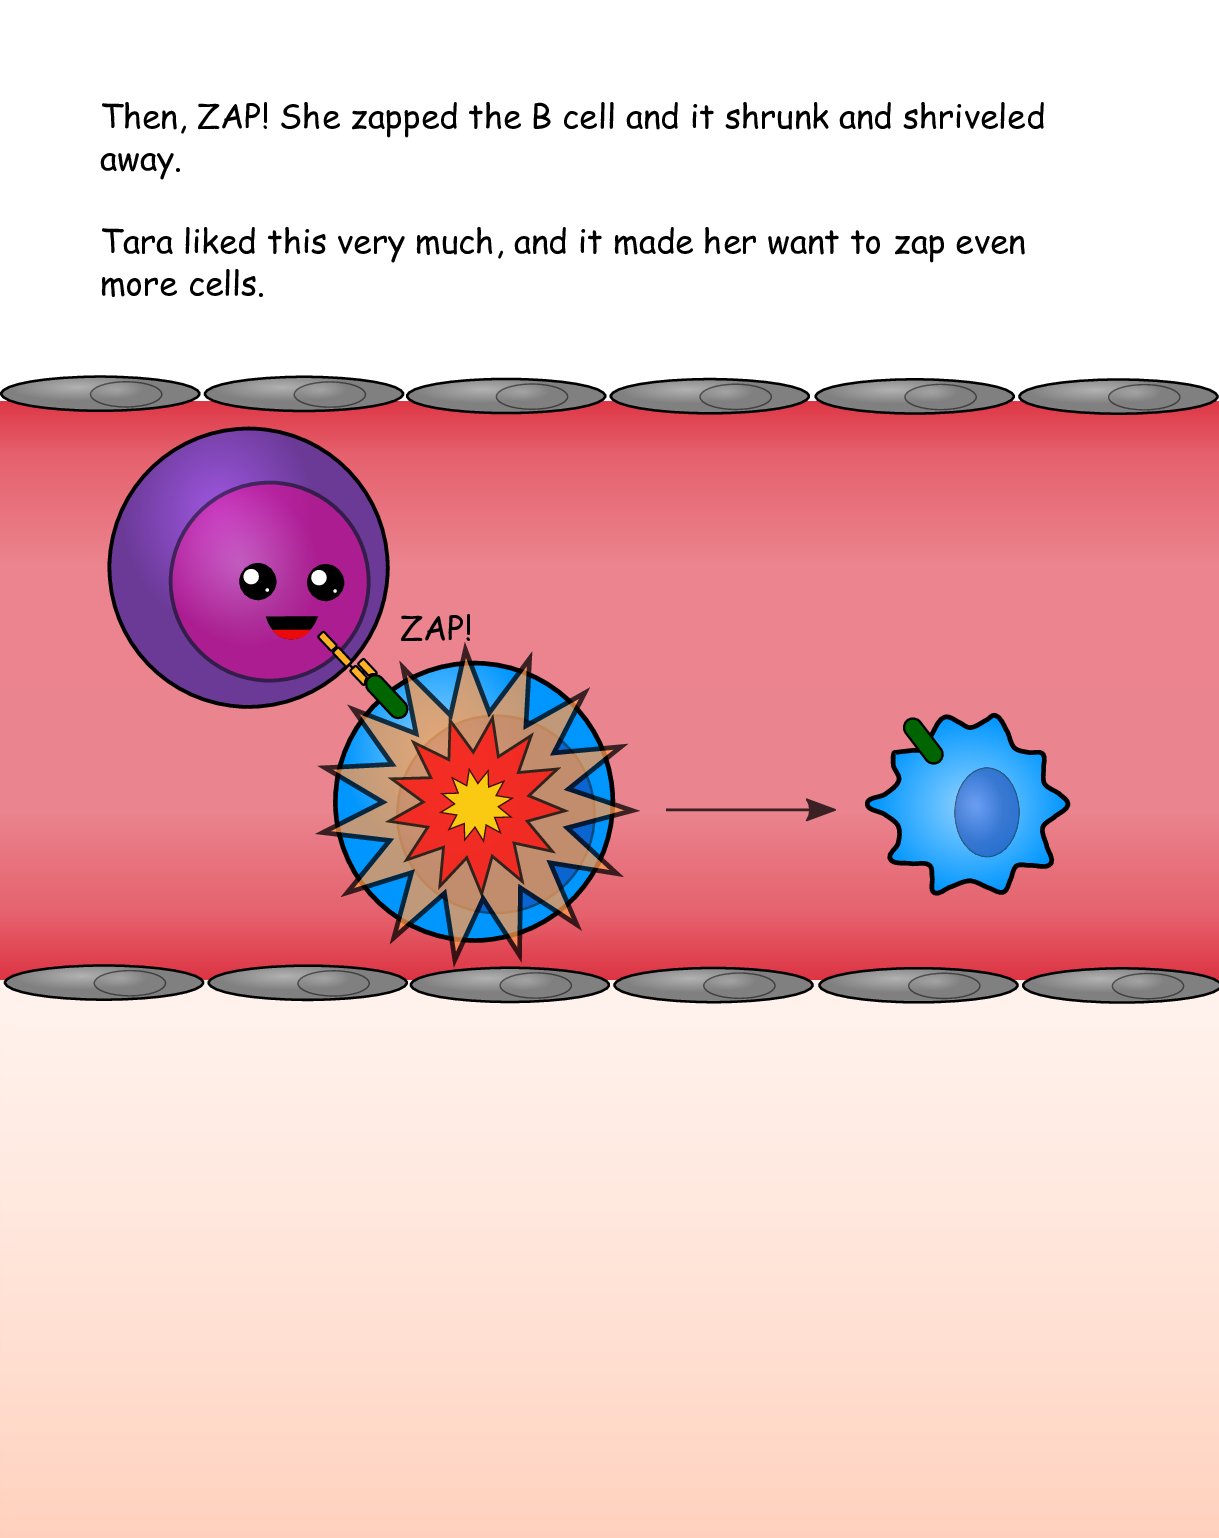 Then, ZAP! She zapped the B cell and it shrunk and shriveled
away.
Tara liked this very much, and it made her want to zap even
more cells.
ZAP!